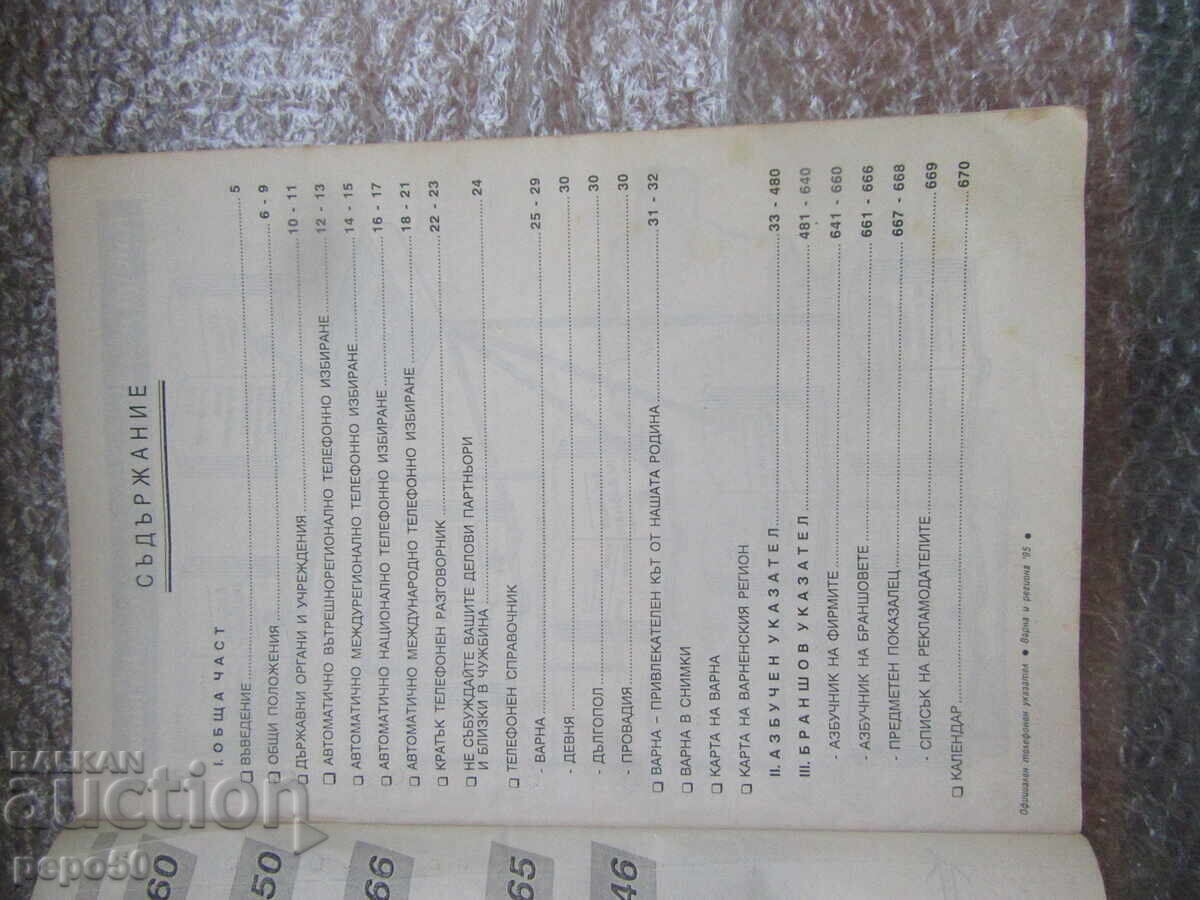 СЪДЪРЖАНИЕ
I. ОБЩА ЧАСТ
❑ ВЪВЕДЕНИЕ 5
❑ ОБЩИ ПОЛОЖЕНИЯ 6 - 9
❑ ДЪРЖАВНИ ОРГАНИ И УЧРЕЖДЕНИЯ 10 - 11
❑ АВТОМАТИЧНО ВЪТРЕШНОРЕГИОНАЛНО ТЕЛЕФОННО ИЗБИРАНЕ 12 - 13
❑ АВТОМАТИЧНО МЕЖДУРЕГИОНАЛНО ТЕЛЕФОННО ИЗБИРАНЕ 14 - 15
❑ АВТОМАТИЧНО НАЦИОНАЛНО ТЕЛЕФОННО ИЗБИРАНЕ 16 - 17
❑ АВТОМАТИЧНО МЕЖДУНАРОДНО ТЕЛЕФОННО ИЗБИРАНЕ 18 - 21
❑ КРАТЪК ТЕЛЕФОНЕН РАЗГОВОРНИК 22 - 23
❑ НЕ СЪБУЖДАЙТЕ ВАШИТЕ ДЕЛОВИ ПАРТНЬОРИ
И БЛИЗКИ В ЧУЖБИНА 24
❑ ТЕЛЕФОНЕН СПРАВОЧНИК
- ВАРНА 25 - 29
- ДЕВНЯ 30
- ДЪЛГОПОЛ 30
- ПРОВАДИЯ 30
❑ ВАРНА – ПРИВЛЕКАТЕЛЕН КЪТ ОТ НАШАТА РОДИНА 31 - 32
❑ ВАРНА В СНИМКИ
❑ КАРТА НА ВАРНА
❑ КАРТА НА ВАРНЕНСКИЯ РЕГИОН
II. АЗБУЧЕН УКАЗАТЕЛ 33 - 480
III. БРАНШОВ УКАЗАТЕЛ 481 - 640
- АЗБУЧНИК НА ФИРМИТЕ 641 - 660
- АЗБУЧНИК НА БРАНШОВЕТЕ 661 - 666
- ПРЕДМЕТЕН ПОКАЗАЛЕЦ 667 - 668
- СПИСЪК НА РЕКЛАМОДАТЕЛИТЕ 669
❑ КАЛЕНДАР 670
Официален телефонен указател ● Варна и региона '95 ●
60
50
66
65
46
BALKAN
auction
pepo50